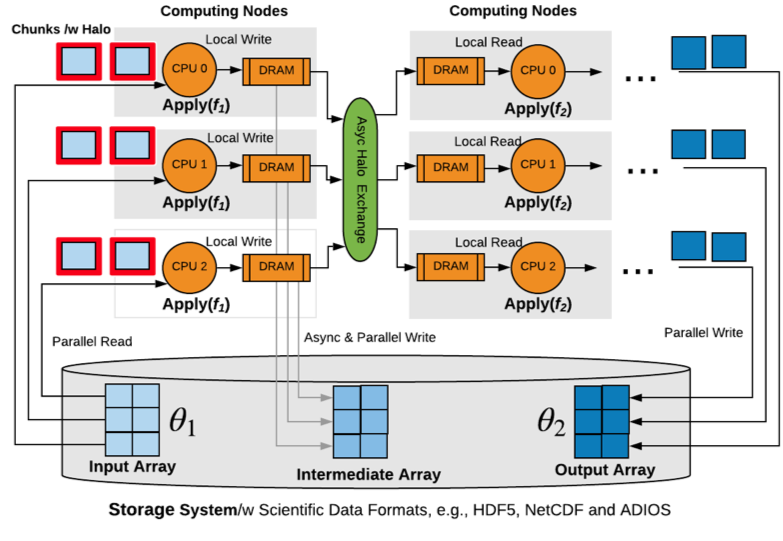 Computing Nodes
Computing Nodes
Chunks /w Halo
Local Write
CPU 0
DRAM
Apply(f1)
Local Read
DRAM
CPU 0
Apply(f2)
...
Local Write
CPU 1
DRAM
Apply(f1)
Asyc Halo Exchange
Local Read
DRAM
CPU 1
Apply(f2)
...
Local Write
CPU 2
DRAM
Apply(f1)
Local Read
DRAM
CPU 2
Apply(f2)
...
Parallel Read
Async & Parallel Write
Parallel Write
θ1
θ2
Input Array
Intermediate Array
Output Array
Storage System/w Scientific Data Formats, e.g., HDF5, NetCDF and ADIOS